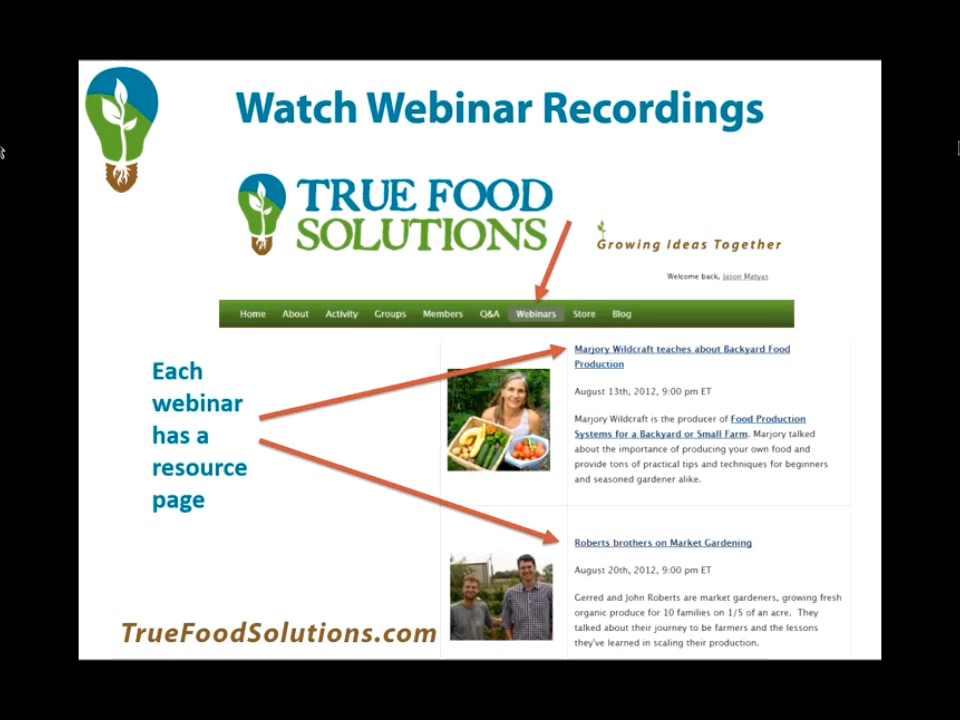 Watch Webinar Recordings
TRUE FOOD
SOLUTIONS
Growing Ideas Together
Welcome back, Jason Matyas
Home About Activity Groups Members Q&A Webinars Store Blog
Each
webinar
has a
resource
page
Marjory Wildcraft teaches about Backyard Food
Production
August 13th, 2012, 9:00 pm ET
Marjory Wildcraft is the producer of Food Production
Systems for a Backyard or Small Farm. Marjory talked
about the importance of producing your own food and
provide tons of practical tips and techniques for beginners
and seasoned gardener alike.
Roberts brothers on Market Gardening
August 20th, 2012, 9:00 pm ET
Gerred and John Roberts are market gardeners, growing fresh
organic produce for 10 families on 1/5 of an acre. They
talked about their journey to be farmers and the lessons
they've learned in scaling their production.
TrueFoodSolutions.com